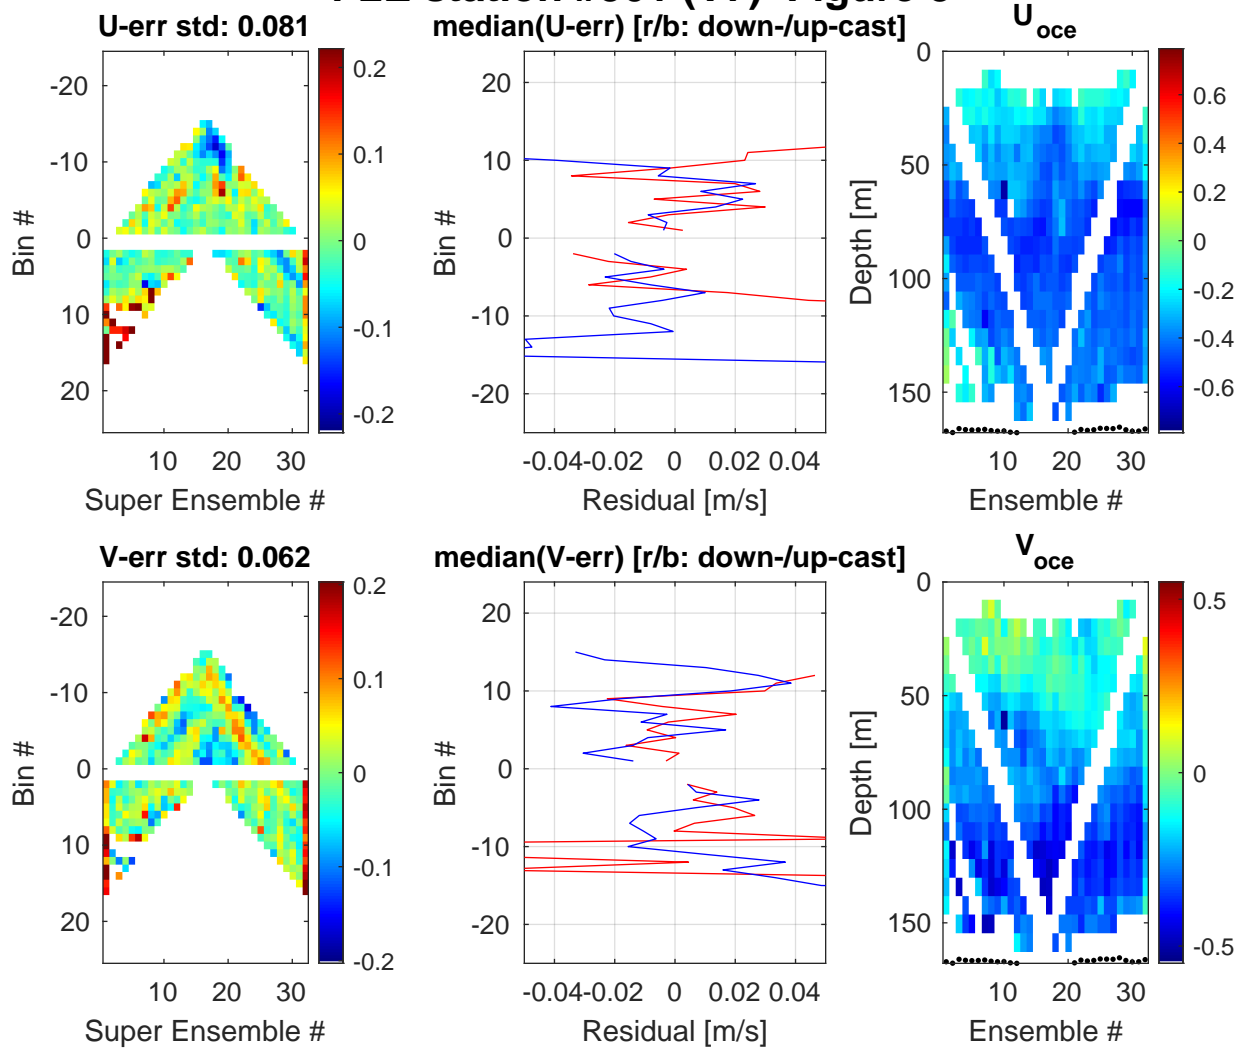 U-err std: 0.081
median(U-err) [r/b: down-/up-cast]
U oce
-20
-10
0
10
20
Bin #
10 20 30
Super Ensemble #
0.2
0.1
0
-0.1
-0.2
20
10
0
-10
-20
Bin #
-0.04 -0.02 0 0.02 0.04
Residual [m/s]
0
50
100
150
Depth [m]
10 20 30
Ensemble #
0.6
0.4
0.2
0
-0.2
-0.4
-0.6
V-err std: 0.062
median(V-err) [r/b: down-/up-cast]
V oce
-20
-10
0
10
20
Bin #
10 20 30
Super Ensemble #
0.2
0.1
0
-0.1
-0.2
20
10
0
-10
-20
Bin #
-0.04 -0.02 0 0.02 0.04
Residual [m/s]
0
50
100
150
Depth [m]
10 20 30
Ensemble #
0.5
0
-0.5